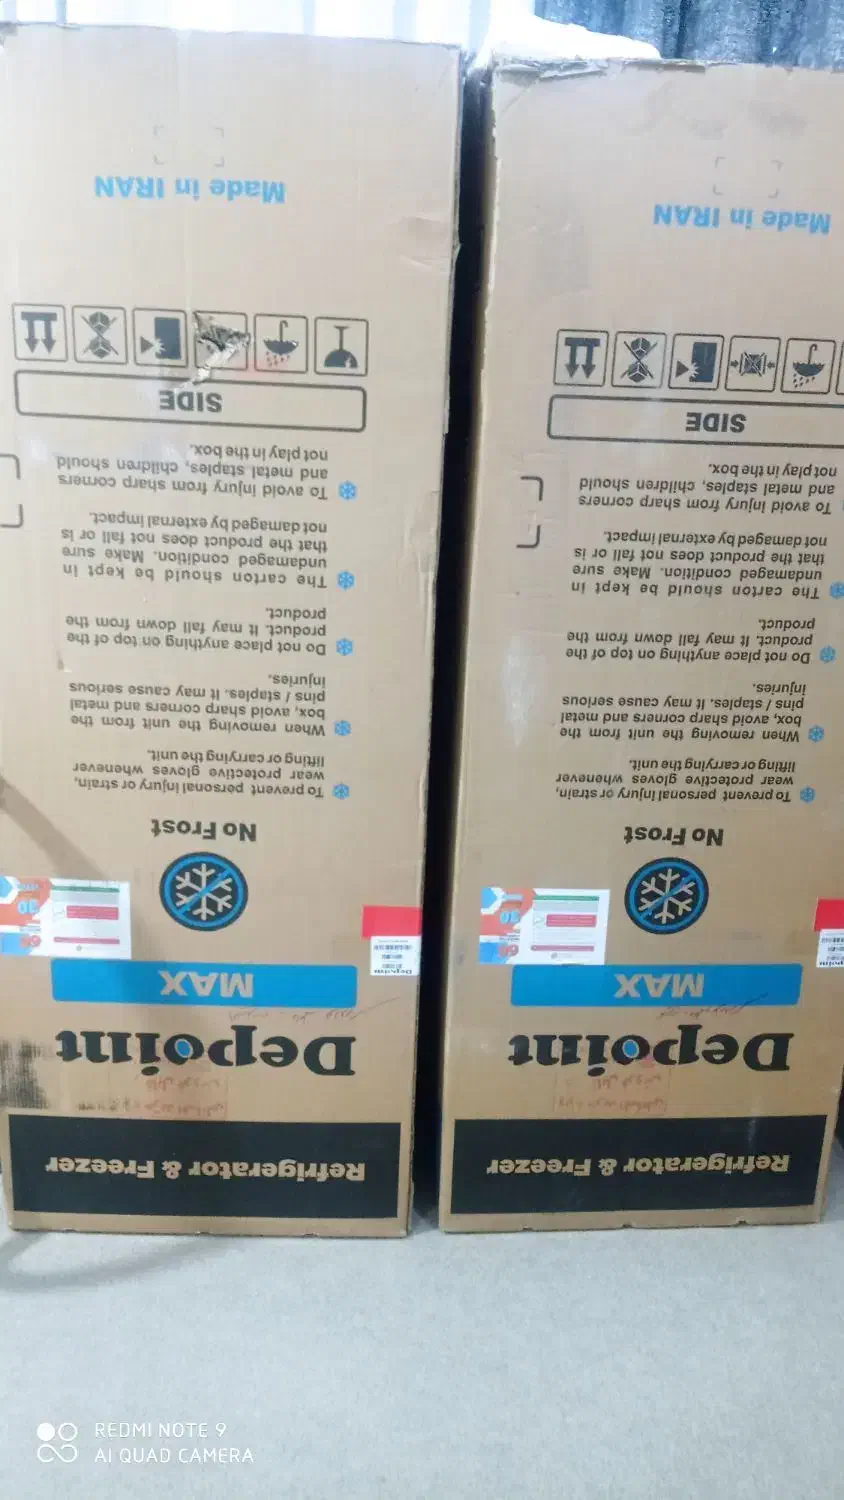 Refrigerator & Freezer
Depoint
MAX
Depoint
No Frost
To prevent personal injury or strain,
wear protective gloves whenever
lifting or carrying the unit.
When removing the unit from the
box, avoid sharp corners and metal
pins / staples. It may cause serious
injuries.
Do not place anything on top of the
product. It may fall down from the
product.
The carton should be kept in
undamaged condition. Make sure
that the product does not fall or is
not damaged by external impact.
To avoid injury from sharp corners
and metal staples, children should
not play in the box.
SIDE
Made in IRAN
Refrigerator & Freezer
Depoint
MAX
Depoint
No Frost
To prevent personal injury or strain,
wear protective gloves whenever
lifting or carrying the unit.
When removing the unit from the
box, avoid sharp corners and metal
pins / staples. It may cause serious
injuries.
Do not place anything on top of the
product. It may fall down from the
product.
The carton should be kept in
undamaged condition. Make sure
that the product does not fall or is
not damaged by external impact.
To avoid injury from sharp corners
and metal staples, children should
not play in the box.
SIDE
Made in IRAN
REDMI NOTE 9
AI QUAD CAMERA